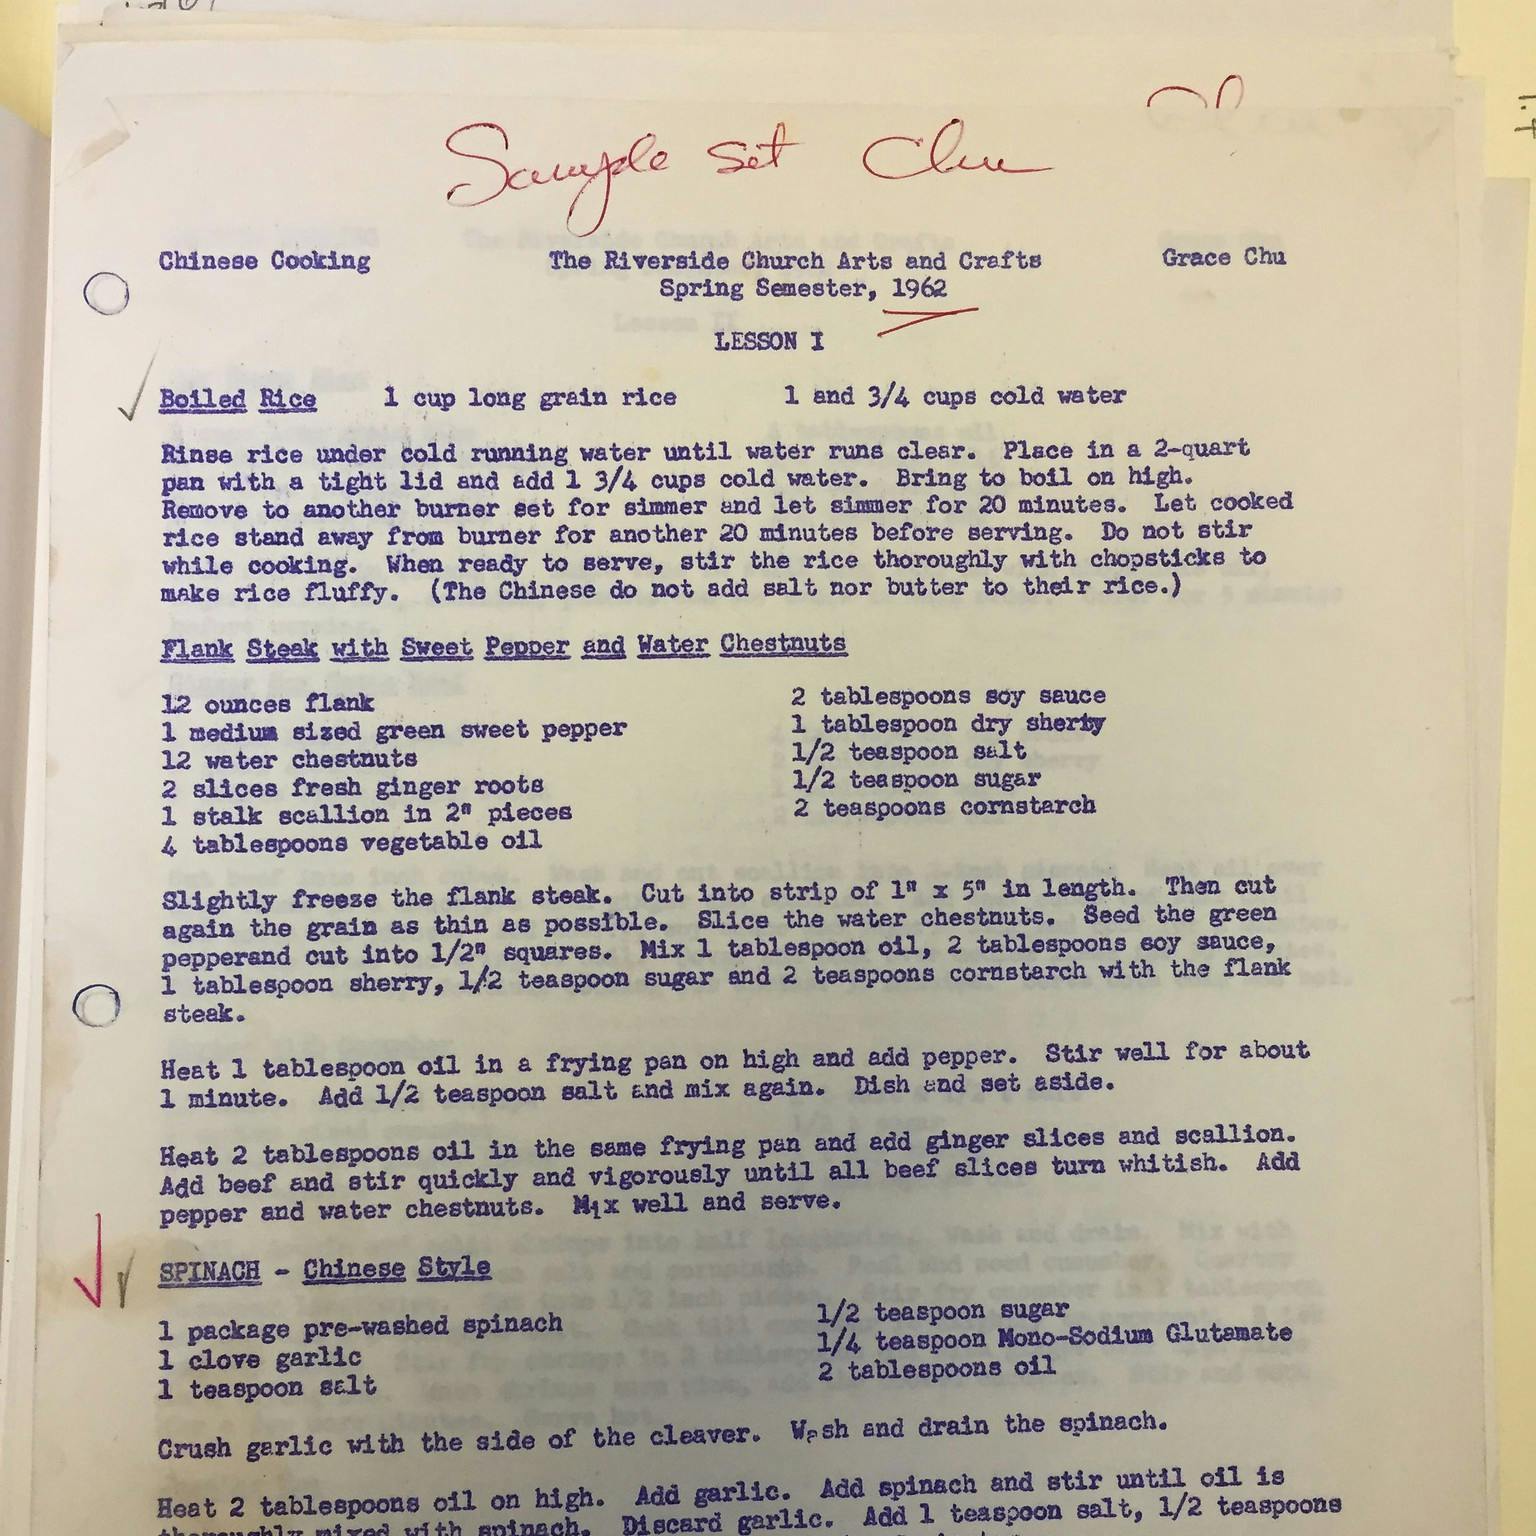 Sample Set Chu
Chinese Cooking The Riverside Church Arts and Crafts Grace Chu
Spring Semester, 1962
LESSON I
Boiled Rice 1 cup long grain rice 1 and 3/4 cups cold water
Rinse rice under cold running water until water runs clear. Place in a 2-quart
pan with a tight lid and add 1 3/4 cups cold water. Bring to boil on high.
Remove to another burner set for simmer and let simmer for 20 minutes. Let cooked
rice stand away from burner for another 20 minutes before serving. Do not stir
while cooking. When ready to serve, stir the rice thoroughly with chopsticks to
make rice fluffy. (The Chinese do not add salt nor butter to their rice.)
Flank Steak with Sweet Pepper and Water Chestnuts
12 ounces flank 2 tablespoons soy sauce
1 medium sized green sweet pepper 1 tablespoon dry sherry
12 water chestnuts 1/2 teaspoon salt
2 slices fresh ginger roots 1/2 teaspoon sugar
1 stalk scallion in 2" pieces 2 teaspoons cornstarch
4 tablespoons vegetable oil
Slightly freeze the flank steak. Cut into strip of 1" x 5" in length. Then cut
again the grain as thin as possible. Slice the water chestnuts. Seed the green
pepperand cut into 1/2" squares. Mix 1 tablespoon oil, 2 tablespoons soy sauce,
1 tablespoon sherry, 1/2 teaspoon sugar and 2 teaspoons cornstarch with the flank
steak.
Heat 1 tablespoon oil in a frying pan on high and add pepper. Stir well for about
1 minute. Add 1/2 teaspoon salt and mix again. Dish and set aside.
Heat 2 tablespoons oil in the same frying pan and add ginger slices and scallion.
Add beef and stir quickly and vigorously until all beef slices turn whitish. Add
pepper and water chestnuts. Mix well and serve.
SPINACH - Chinese Style
1 package pre-washed spinach 1/2 teaspoon sugar
1 clove garlic 1/4 teaspoon Mono-Sodium Glutamate
1 teaspoon salt 2 tablespoons oil
Crush garlic with the side of the cleaver. Wash and drain the spinach.
Heat 2 tablespoons oil on high. Add garlic. Add spinach and stir until oil is
thoroughly mixed with spinach. Discard garlic. Add 1 teaspoon salt, 1/2 teaspoons